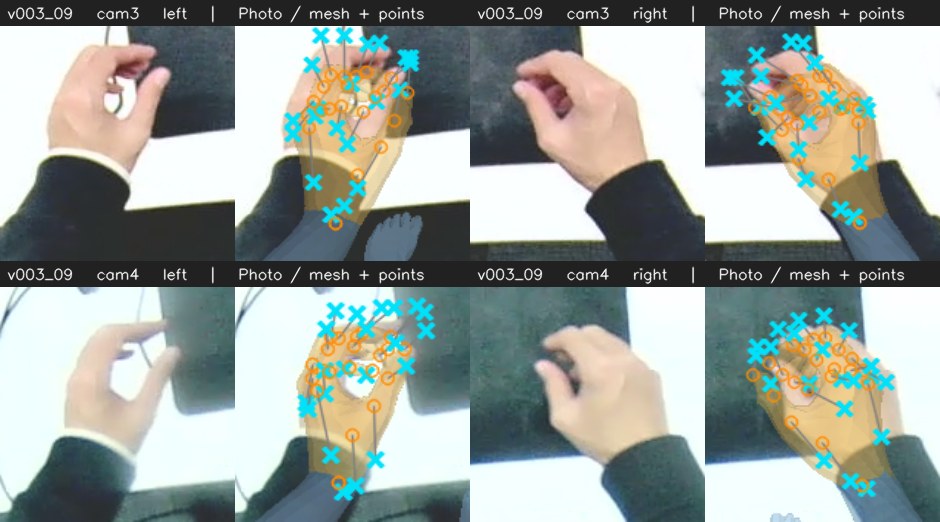 v003_09 cam3 left | Photo / mesh + points
v003_09 cam3 right | Photo / mesh + points
v003_09 cam4 left | Photo / mesh + points
v003_09 cam4 right | Photo / mesh + points